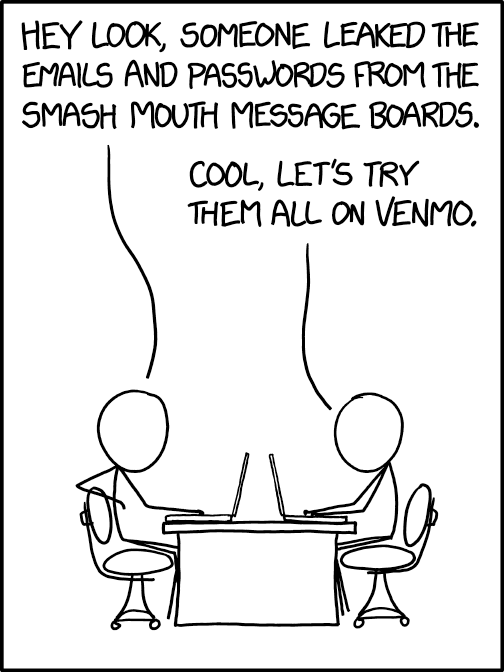 HEY LOOK, SOMEONE LEAKED THE
EMAILS AND PASSWORDS FROM THE
SMASH MOUTH MESSAGE BOARDS.
COOL, LET'S TRY
THEM ALL ON VENMO.